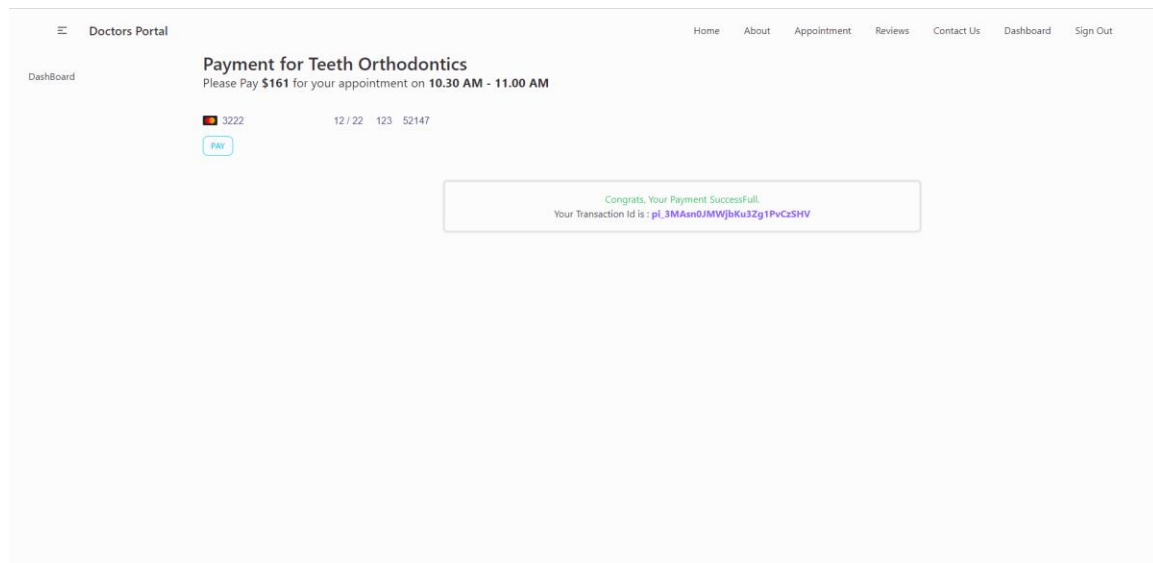 Doctors Portal Home About Appointment Reviews Contact Us Dashboard Sign Out
DashBoard
Payment for Teeth Orthodontics
Please Pay $161 for your appointment on 10.30 AM - 11.00 AM
3222 12 / 22 123 52147
PAY
Congrats, Your Payment SuccessFull.
Your Transaction Id is : pi_3MAsn0JMWjbKu3Zg1PvCzSHV